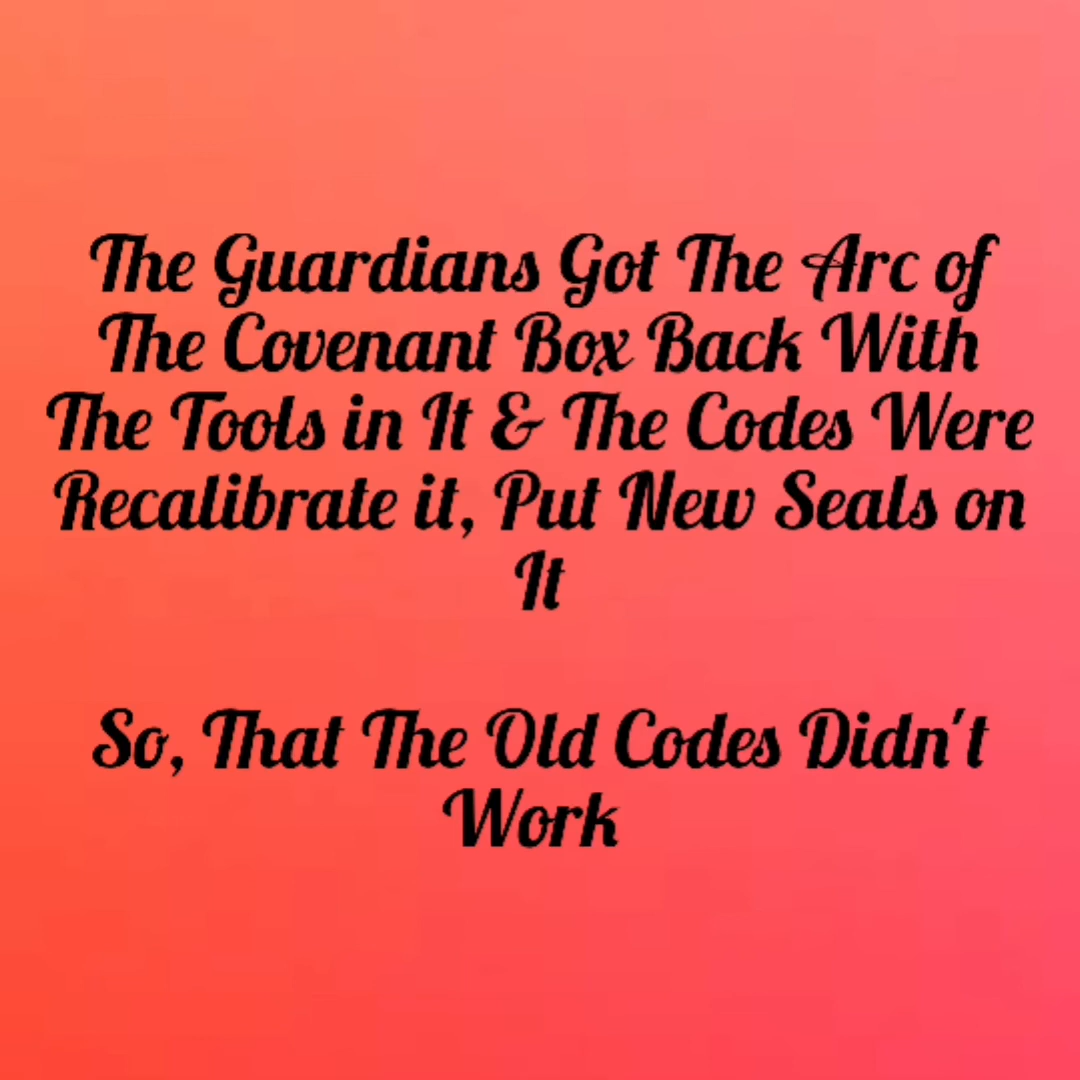 The Guardians Got The Arc of
The Covenant Box Back With
The Tools in It & The Codes Were
Recalibrate it, Put New Seals on
It
So, That The Old Codes Didn't
Work